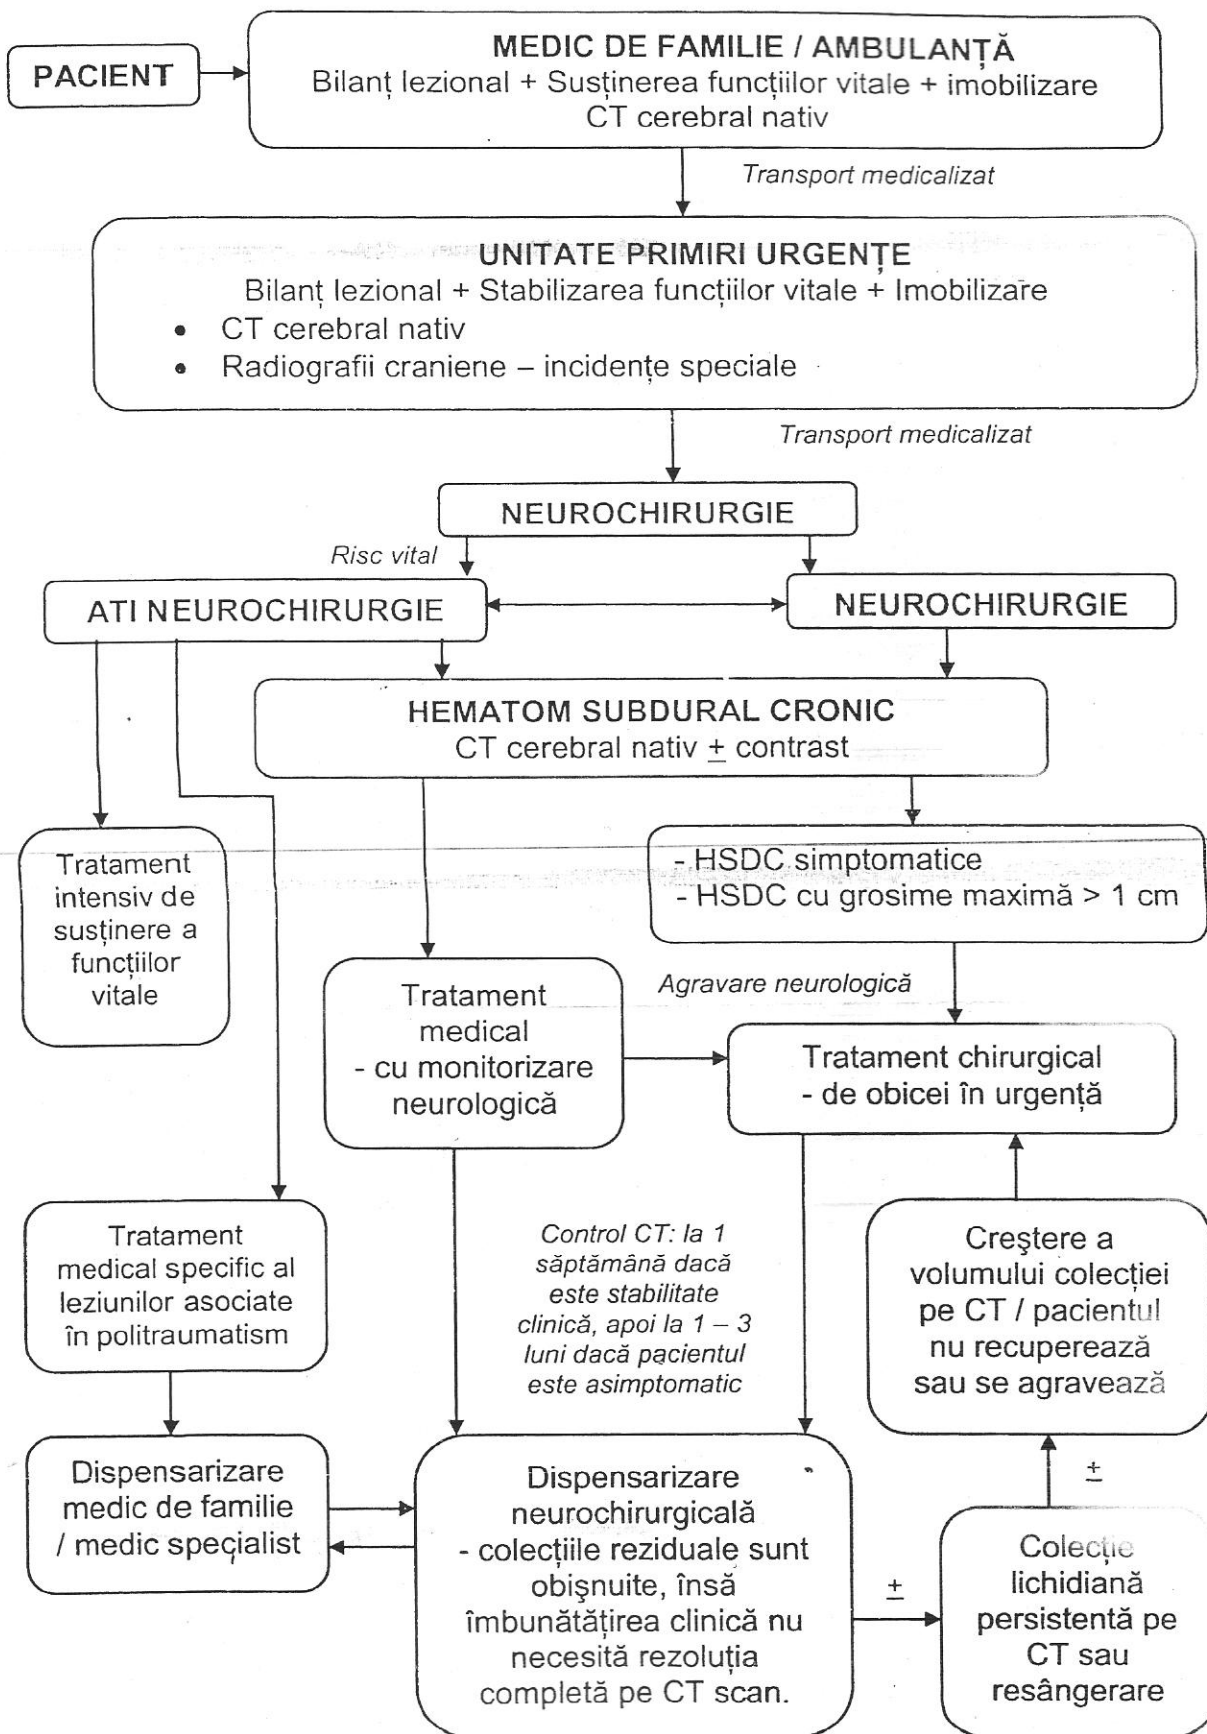 PACIENT
MEDIC DE FAMILIE / AMBULANȚĂ
Bilanț lezional + Susținerea funcțiilor vitale + imobilizare
CT cerebral nativ
Transport medicalizat
UNITATE PRIMIRI URGENȚE
Bilanț lezional + Stabilizarea funcțiilor vitale + Imobilizare
• CT cerebral nativ
• Radiografii craniene – incidențe speciale
Transport medicalizat
NEUROCHIRURGIE
Risc vital
ATI NEUROCHIRURGIE
NEUROCHIRURGIE
HEMATOM SUBDURAL CRONIC
CT cerebral nativ ± contrast
Tratament
intensiv de
susținere a
funcțiilor
vitale
- HSDC simptomatice
- HSDC cu grosime maximă > 1 cm
Agravare neurologică
Tratament
medical
- cu monitorizare
neurologică
Tratament chirurgical
- de obicei în urgență
Tratament
medical specific al
leziunilor asociate
în politraumatism
Control CT: la 1
săptămână dacă
este stabilitate
clinică, apoi la 1 – 3
luni dacă pacientul
este asimptomatic
Creştere a
volumului colecției
pe CT / pacientul
nu recuperează
sau se agravează
±
Dispensarizare
medic de familie
/ medic specialist
Dispensarizare
neurochirurgicală
- colecțiile reziduale sunt
obişnuite, însă
îmbunătățirea clinică nu
necesită rezoluția
completă pe CT scan.
±
Colecție
lichidiană
persistentă pe
CT sau
resângerare